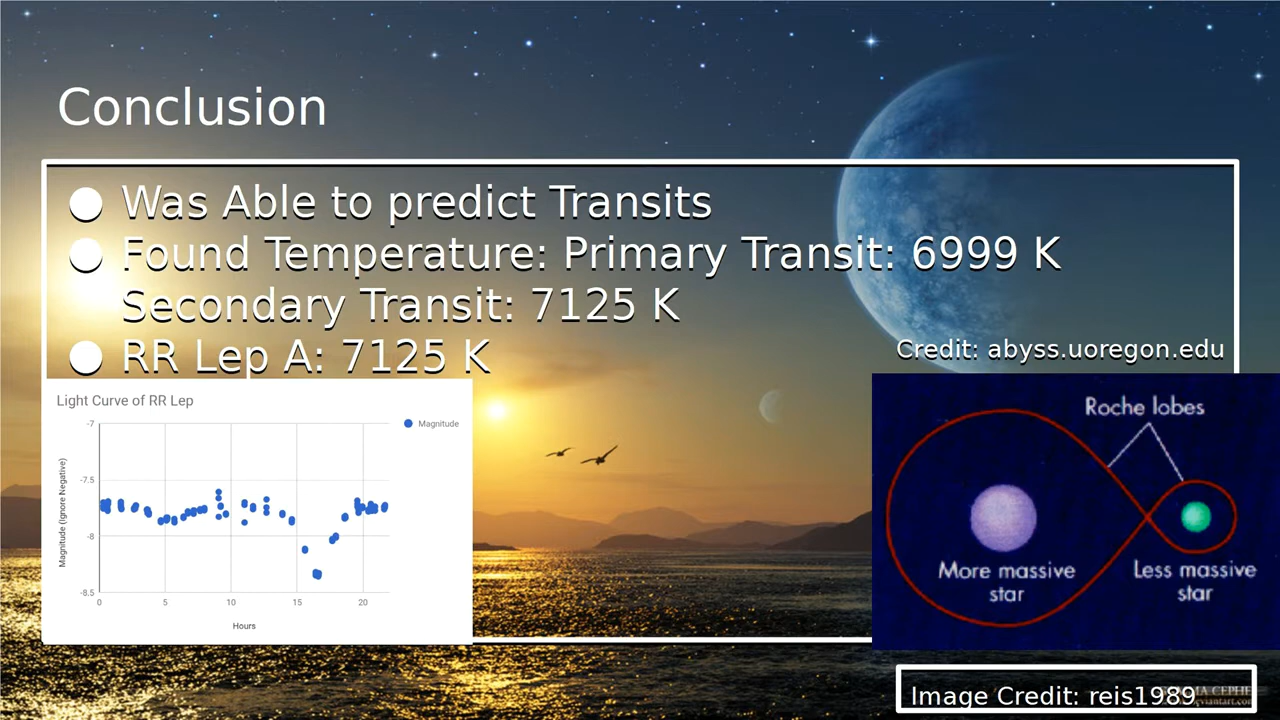 Conclusion
● Was Able to predict Transits
● Found Temperature: Primary Transit: 6999 K
Secondary Transit: 7125 K
● RR Lep A: 7125 K
Credit: abyss.uoregon.edu
Light Curve of RR Lep
Magnitude
Magnitude (Ignore Negative)
-7
-7.5
-8
-8.5
0 5 10 15 20
Hours
Roche lobes
More massive
star
Less massive
star
Image Credit: reis1989